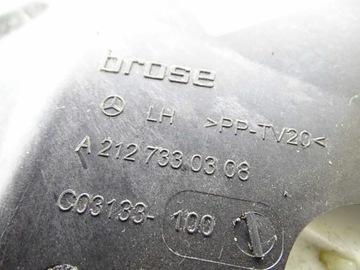 brose
LH >PP-TV20<
A 212 733 03 08
C03133-100